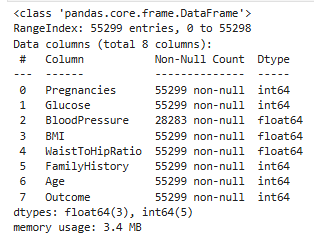 <class 'pandas.core.frame.DataFrame'>
RangeIndex: 55299 entries, 0 to 55298
Data columns (total 8 columns):
 #   Column           Non-Null Count  Dtype
---  ------           --------------  -----
 0   Pregnancies      55299 non-null  int64
 1   Glucose          55299 non-null  int64
 2   BloodPressure    28283 non-null  float64
 3   BMI              55299 non-null  float64
 4   WaistToHipRatio  55299 non-null  float64
 5   FamilyHistory    55299 non-null  int64
 6   Age              55299 non-null  int64
 7   Outcome          55299 non-null  int64
dtypes: float64(3), int64(5)
memory usage: 3.4 MB